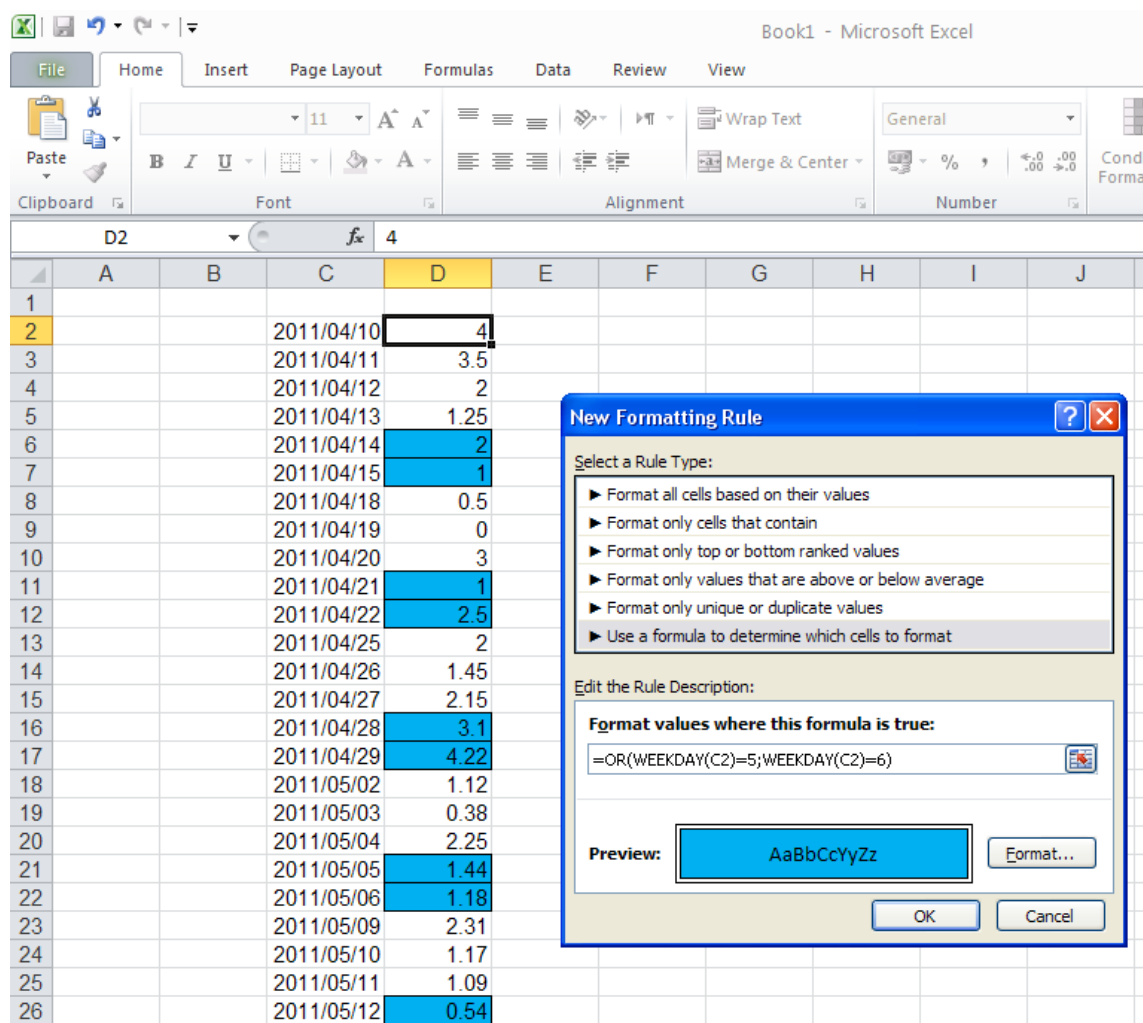 Book1 - Microsoft Excel
File Home Insert Page Layout Formulas Data Review View
Paste
11 A A
Wrap Text
General
B I U A
Merge & Center
% , .0 .00 .00 .0
Cond
Forma
Clipboard Font Alignment Number
D2 fx 4
A B C D E F G H I J
1
2 2011/04/10 4
3 2011/04/11 3.5
4 2011/04/12 2
5 2011/04/13 1.25
6 2011/04/14 2
7 2011/04/15 1
8 2011/04/18 0.5
9 2011/04/19 0
10 2011/04/20 3
11 2011/04/21 1
12 2011/04/22 2.5
13 2011/04/25 2
14 2011/04/26 1.45
15 2011/04/27 2.15
16 2011/04/28 3.1
17 2011/04/29 4.22
18 2011/05/02 1.12
19 2011/05/03 0.38
20 2011/05/04 2.25
21 2011/05/05 1.44
22 2011/05/06 1.18
23 2011/05/09 2.31
24 2011/05/10 1.17
25 2011/05/11 1.09
26 2011/05/12 0.54
New Formatting Rule ?
Select a Rule Type:
► Format all cells based on their values
► Format only cells that contain
► Format only top or bottom ranked values
► Format only values that are above or below average
► Format only unique or duplicate values
► Use a formula to determine which cells to format
Edit the Rule Description:
Format values where this formula is true:
=OR(WEEKDAY(C2)=5;WEEKDAY(C2)=6)
Preview: AaBbCcYyZz Format...
OK Cancel